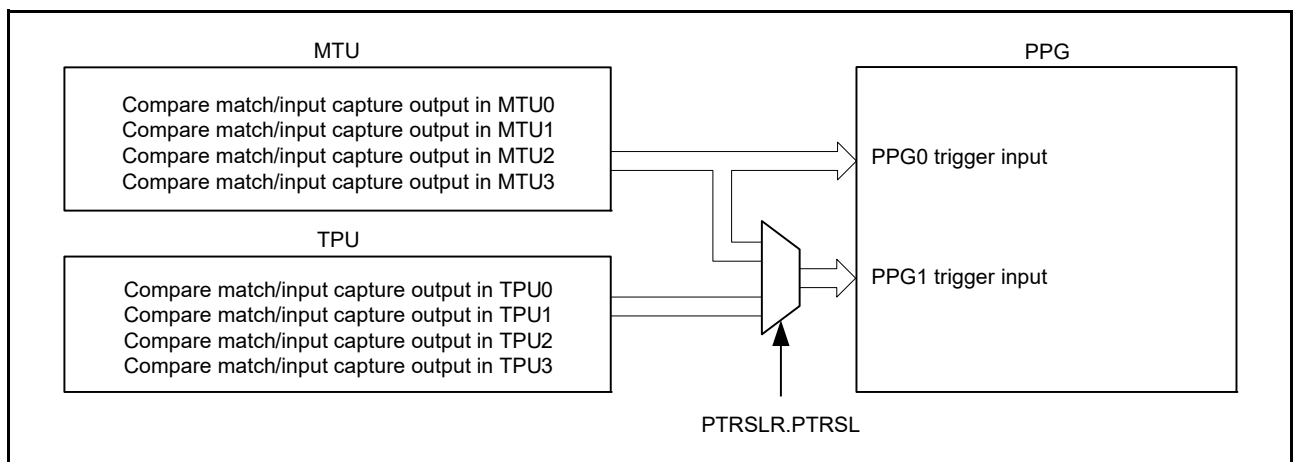 MTU
Compare match/input capture output in MTU0
Compare match/input capture output in MTU1
Compare match/input capture output in MTU2
Compare match/input capture output in MTU3
TPU
Compare match/input capture output in TPU0
Compare match/input capture output in TPU1
Compare match/input capture output in TPU2
Compare match/input capture output in TPU3
PPG
PPG0 trigger input
PPG1 trigger input
PTRSLR.PTRSL